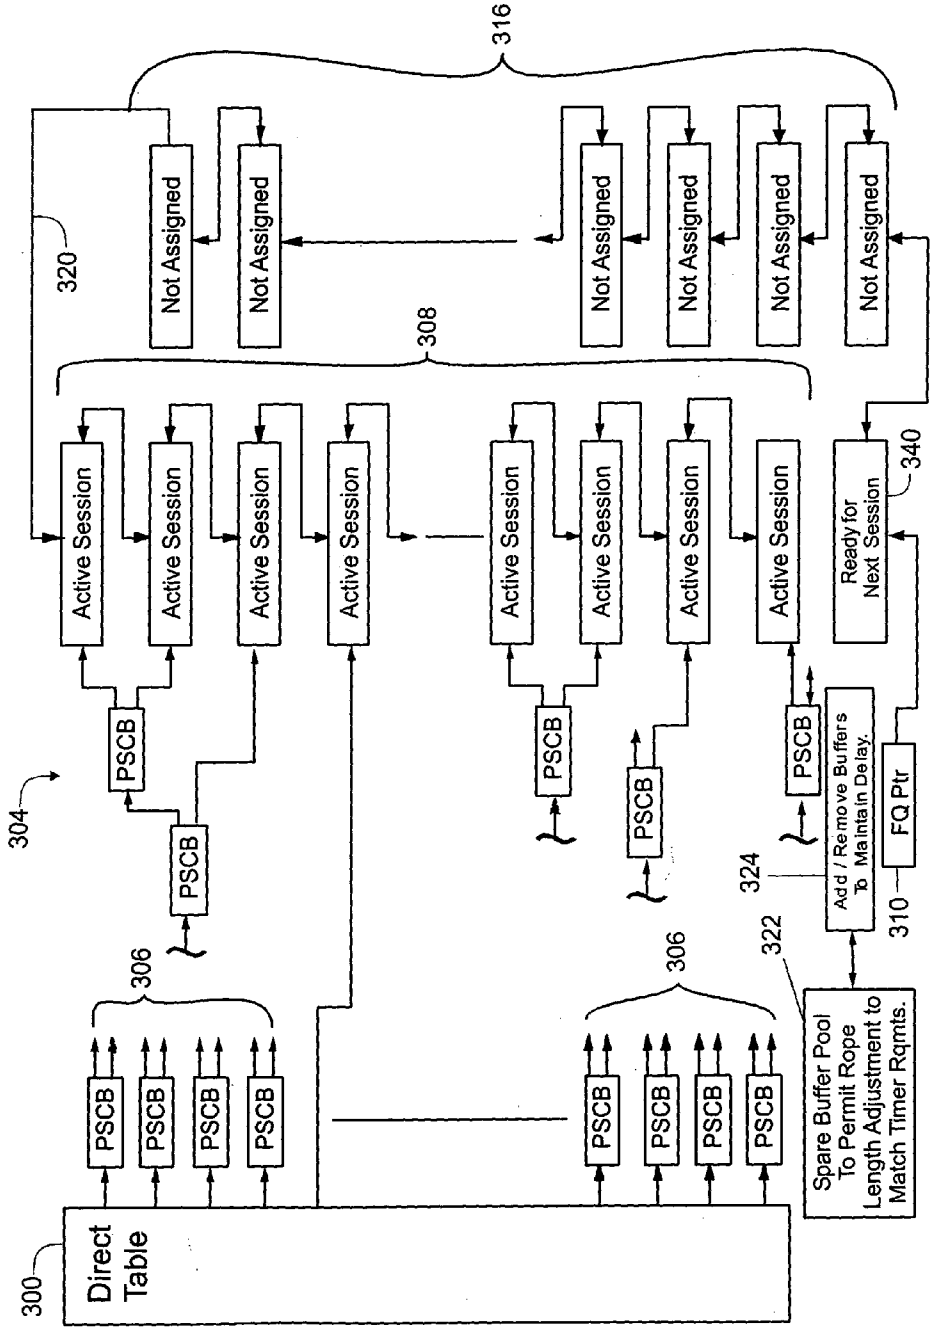 300
Direct
Table
PSCB
PSCB
PSCB
PSCB
306
PSCB
PSCB
PSCB
PSCB
306
304
PSCB
PSCB
PSCB
PSCB
PSCB
Active Session
Active Session
Active Session
Active Session
Active Session
Active Session
Active Session
Active Session
308
320
Not Assigned
Not Assigned
Not Assigned
Not Assigned
Not Assigned
Not Assigned
316
322
Spare Buffer Pool
To Permit Rope
Length Adjustment to
Match Timer Rqmts.
324
Add / Remove Buffers
To Maintain Delay.
310
FQ Ptr
Ready for
Next Session
340